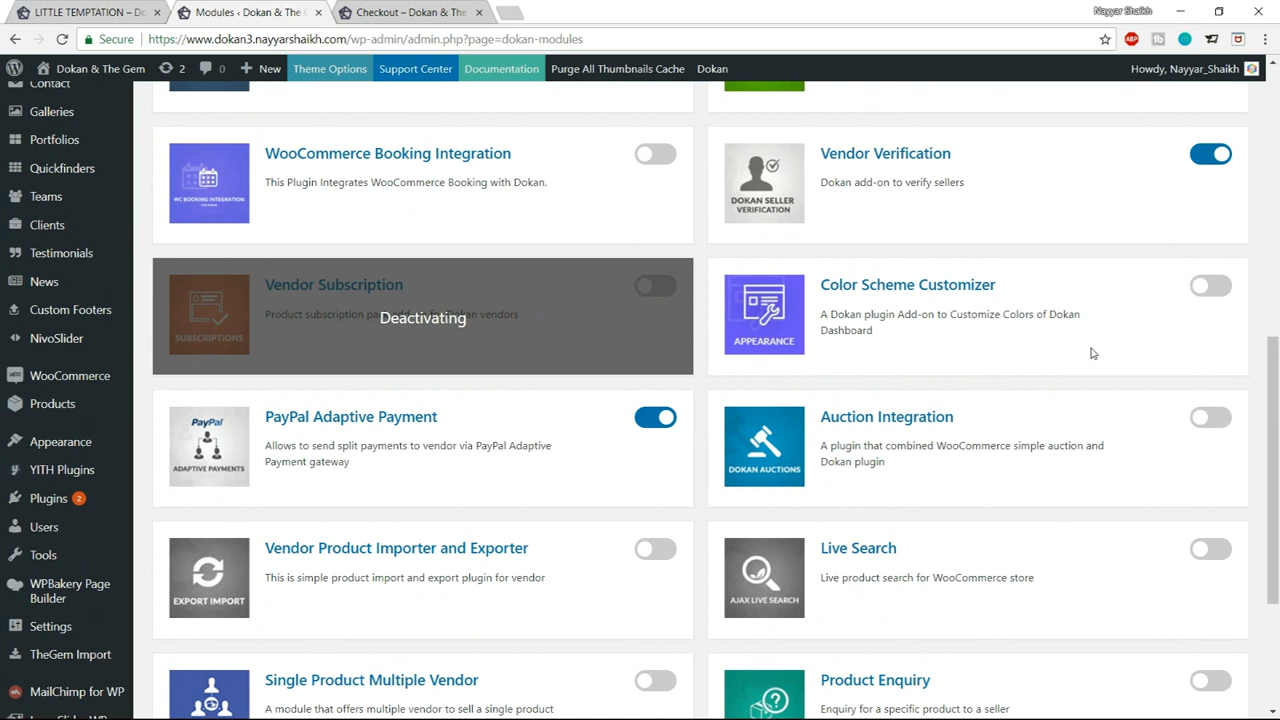 LITTLE TEMPTATION – Do
Modules ‹ Dokan & The
Checkout – Dokan & The
Nayyar Shaikh
Secure
https://www.dokan3.nayyarshaikh.com/wp-admin/admin.php?page=dokan-modules
ABP
Dokan & The Gem
2
0
New
Theme Options
Support Center
Documentation
Purge All Thumbnails Cache
Dokan
Howdy, Nayyar_Shaikh
Contact
Galleries
Portfolios
Quickfinders
Teams
Clients
Testimonials
News
Custom Footers
NivoSlider
WooCommerce
Products
Appearance
YITH Plugins
Plugins 2
Users
Tools
WPBakery Page
Builder
Settings
TheGem Import
MailChimp for WP
WC BOOKING INTEGRATION
WooCommerce Booking Integration
This Plugin Integrates WooCommerce Booking with Dokan.
DOKAN SELLER
VERIFICATION
Vendor Verification
Dokan add-on to verify sellers
SUBSCRIPTIONS
Vendor Subscription
Deactivating
APPEARANCE
Color Scheme Customizer
A Dokan plugin Add-on to Customize Colors of Dokan
Dashboard
PayPal
ADAPTIVE PAYMENTS
PayPal Adaptive Payment
Allows to send split payments to vendor via PayPal Adaptive
Payment gateway
DOKAN AUCTIONS
Auction Integration
A plugin that combined WooCommerce simple auction and
Dokan plugin
EXPORT IMPORT
Vendor Product Importer and Exporter
This is simple product import and export plugin for vendor
AJAX LIVE SEARCH
Live Search
Live product search for WooCommerce store
Single Product Multiple Vendor
A module that offers multiple vendor to sell a single product
Product Enquiry
Enquiry for a specific product to a seller